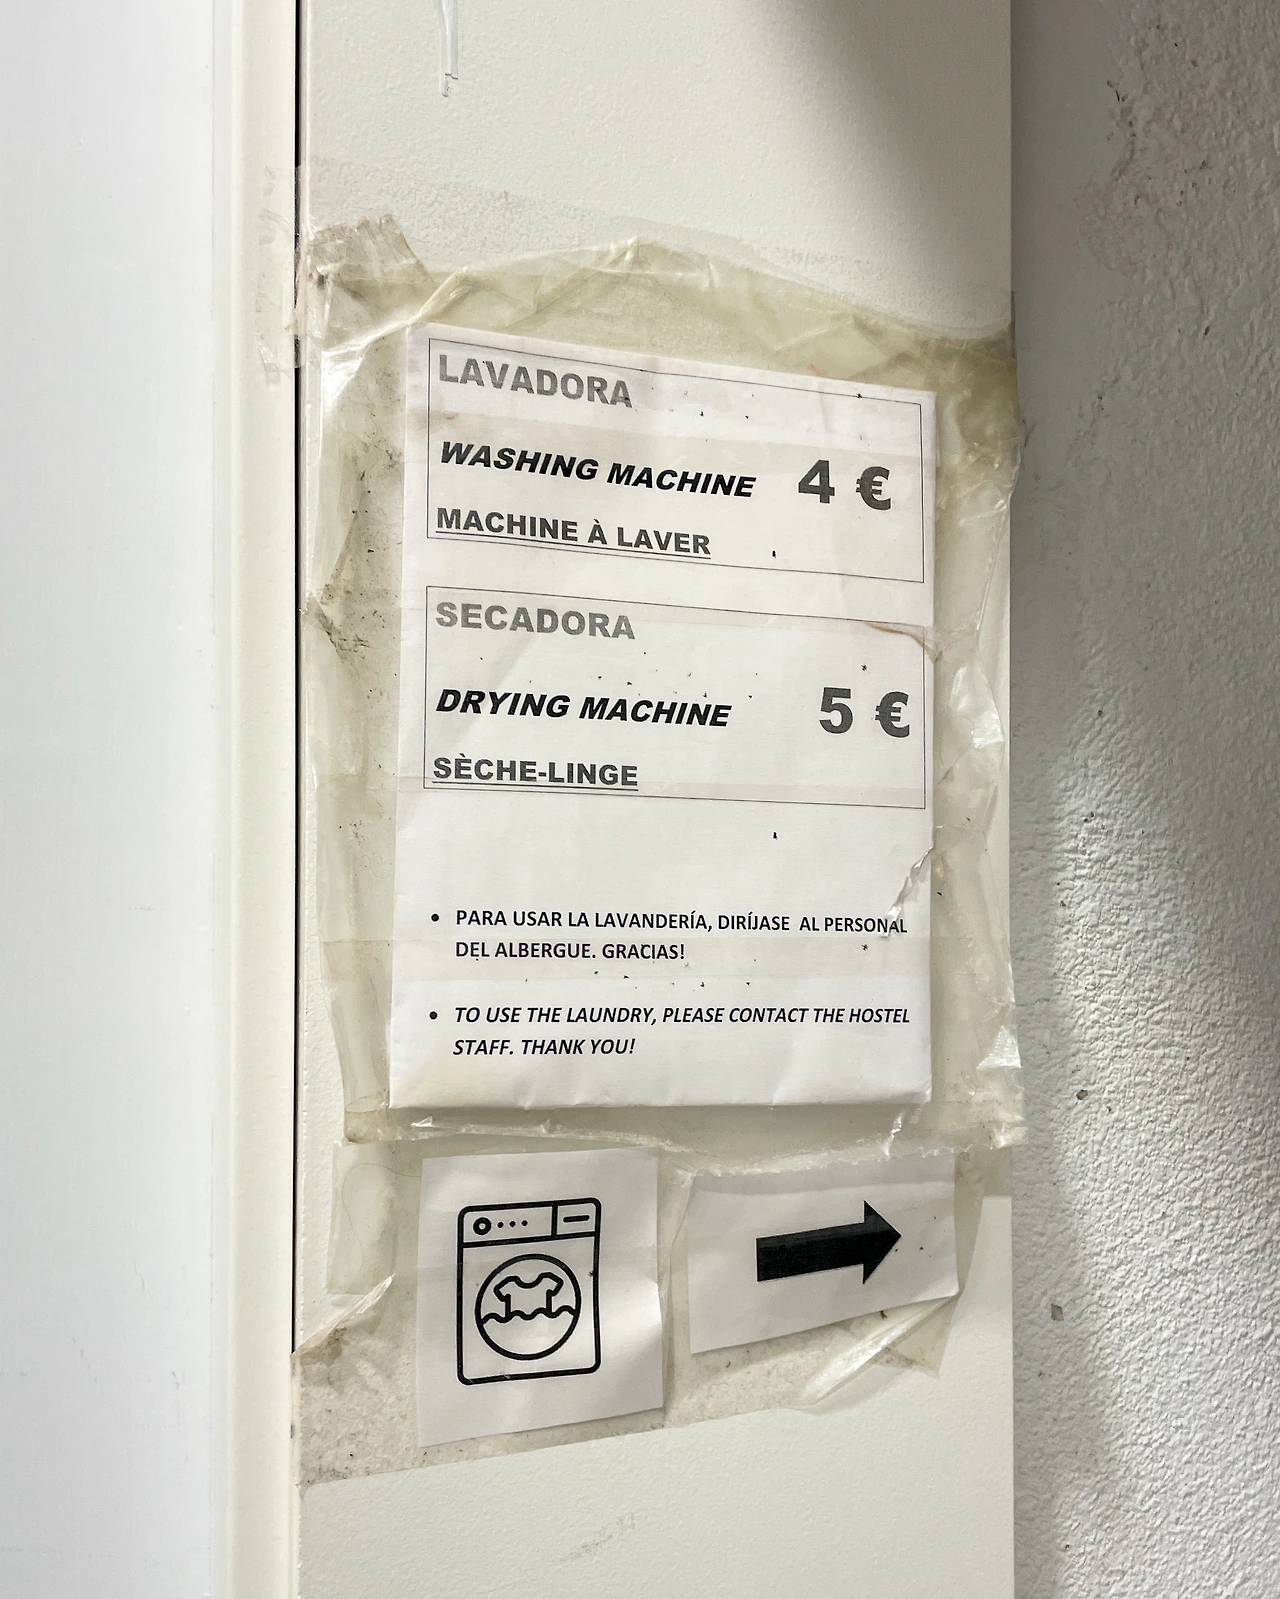 LAVADORA
WASHING MACHINE 4 €
MACHINE À LAVER
SECADORA
DRYING MACHINE 5 €
SÈCHE-LINGE
• PARA USAR LA LAVANDERÍA, DIRÍJASE AL PERSONAL
DEL ALBERGUE. GRACIAS!
• TO USE THE LAUNDRY, PLEASE CONTACT THE HOSTEL
STAFF. THANK YOU!